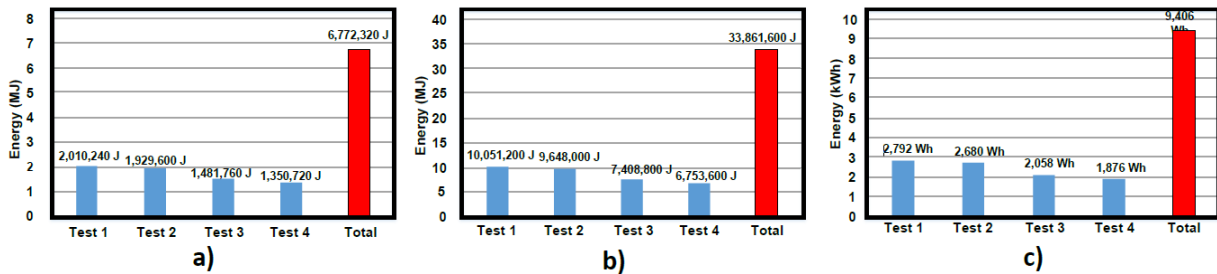 Energy (MJ)
8
7
6
5
4
3
2
1
0
2,010,240 J
1,929,600 J
1,481,760 J
1,350,720 J
6,772,320 J
Test 1 Test 2 Test 3 Test 4 Total
a)
Energy (MJ)
40
35
30
25
20
15
10
5
0
10,051,200 J
9,648,000 J
7,408,800 J
6,753,600 J
33,861,600 J
Test 1 Test 2 Test 3 Test 4 Total
b)
Energy (kWh)
10
9
8
7
6
5
4
3
2
1
0
2,792 Wh
2,680 Wh
2,058 Wh
1,876 Wh
9,406
Wh
Test 1 Test 2 Test 3 Test 4 Total
c)